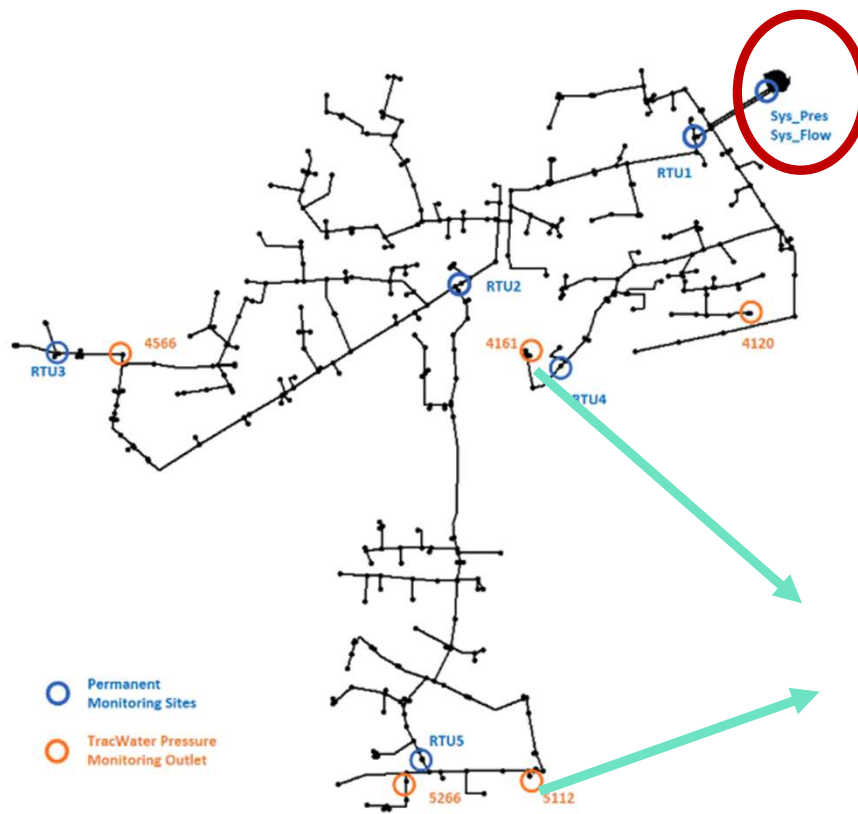 Sys_Pres
Sys_Flow
RTU1
RTU2
4566
4161
4120
RTU3
RTU4
Permanent
Monitoring Sites
TracWater Pressure
Monitoring Outlet
RTU5
5266
5112